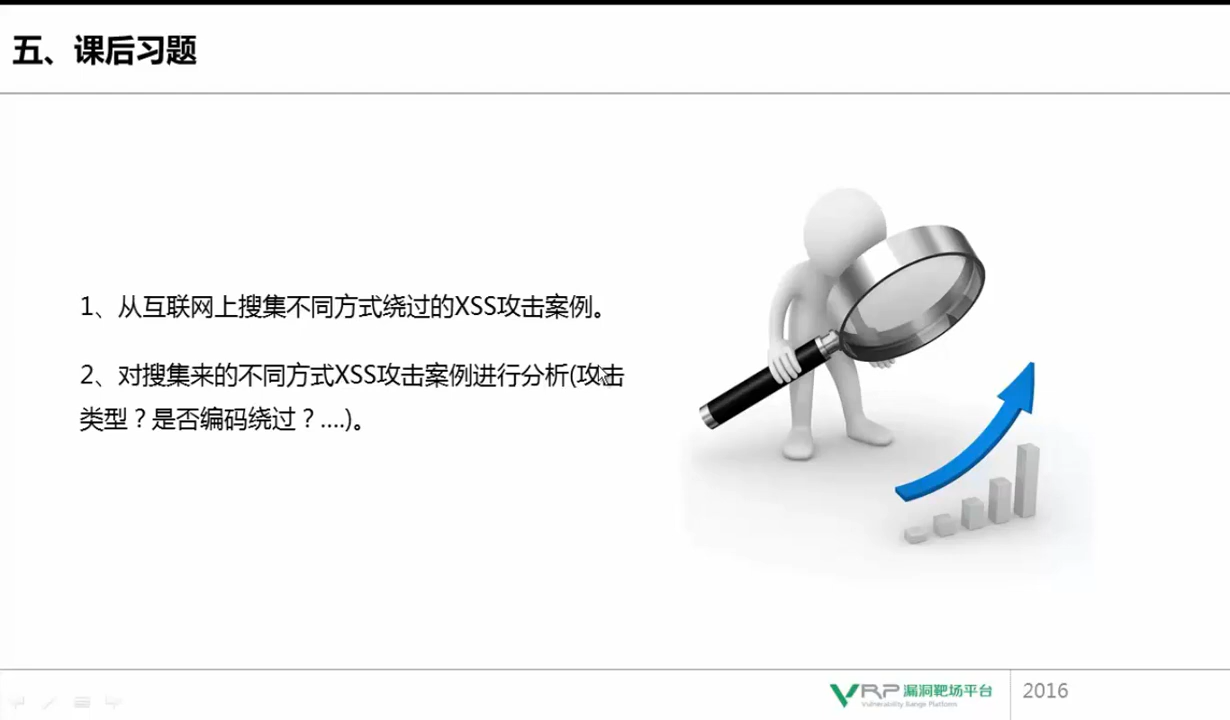 五、课后习题
1、从互联网上搜集不同方式绕过的XSS攻击案例。
2、对搜集来的不同方式XSS攻击案例进行分析(攻击
类型？是否编码绕过？....)。
VRP 漏洞靶场平台
Vulnerability Range Platform
2016